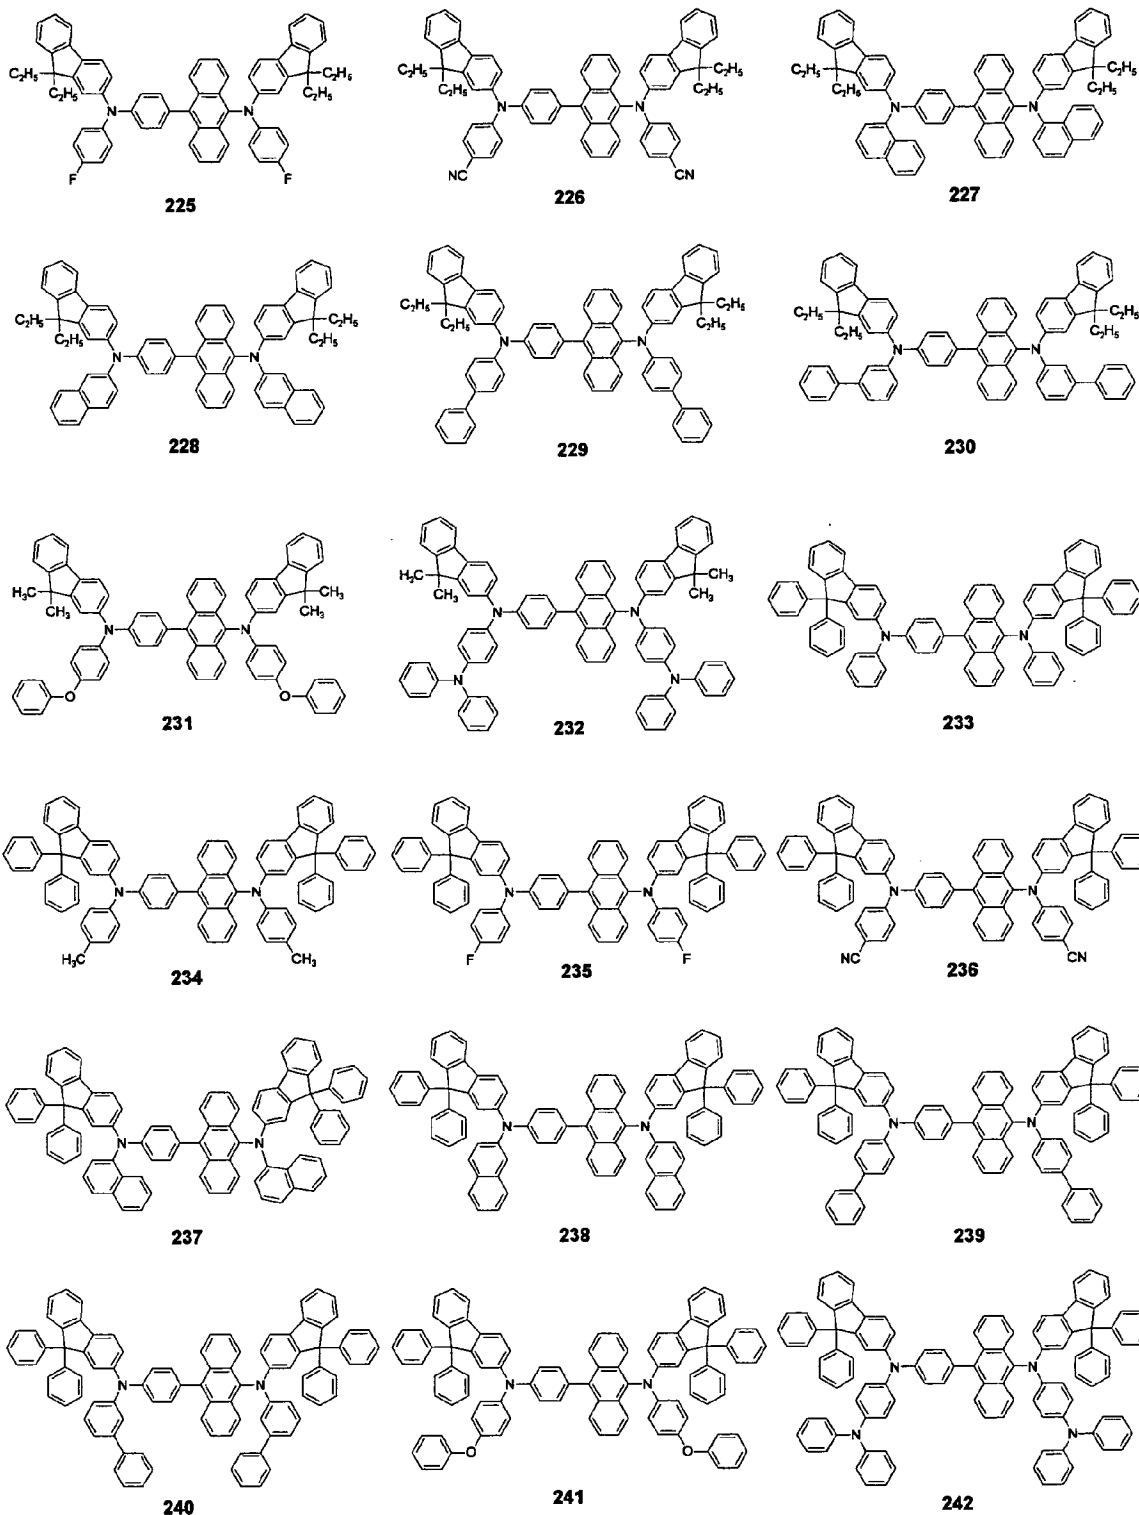 C₂H₅ C₂H₅ N N C₂H₅ C₂H₅ F F
225
C₂H₅ C₂H₅ N N C₂H₅ C₂H₅ NC CN
226
C₂H₅ C₂H₅ N N C₂H₅ C₂H₅
227
C₂H₅ C₂H₅ N N C₂H₅ C₂H₅
228
C₂H₅ C₂H₅ N N C₂H₅ C₂H₅
229
C₂H₅ C₂H₅ N N C₂H₅ C₂H₅
230
H₃C CH₃ N N CH₃ CH₃ O O
231
H₃C CH₃ N N CH₃ CH₃ N N
232
N N
233
N N H₃C CH₃
234
N N F F
235
N N NC CN
236
N N
237
N N
238
N N
239
N N
240
N N O O
241
N N N N
242